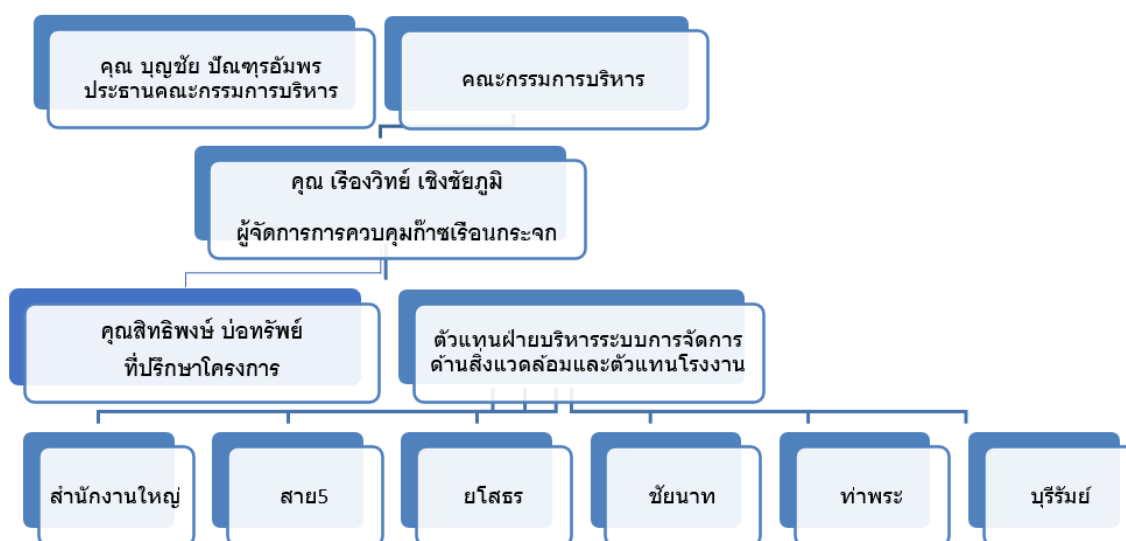 คุณ บุญชัย ปัณฑุรอัมพร
ประธานคณะกรรมการบริหาร
คณะกรรมการบริหาร
คุณ เรืองวิทย์ เชิงชัยภูมิ
ผู้จัดการการควบคุมก๊าซเรือนกระจก
คุณสิทธิพงษ์ บ่อทรัพย์
ที่ปรึกษาโครงการ
ตัวแทนฝ่ายบริหารระบบการจัดการ
ด้านสิ่งแวดล้อมและตัวแทนโรงงาน
สำนักงานใหญ่
สาย5
ยโสธร
ชัยนาท
ท่าพระ
บุรีรัมย์